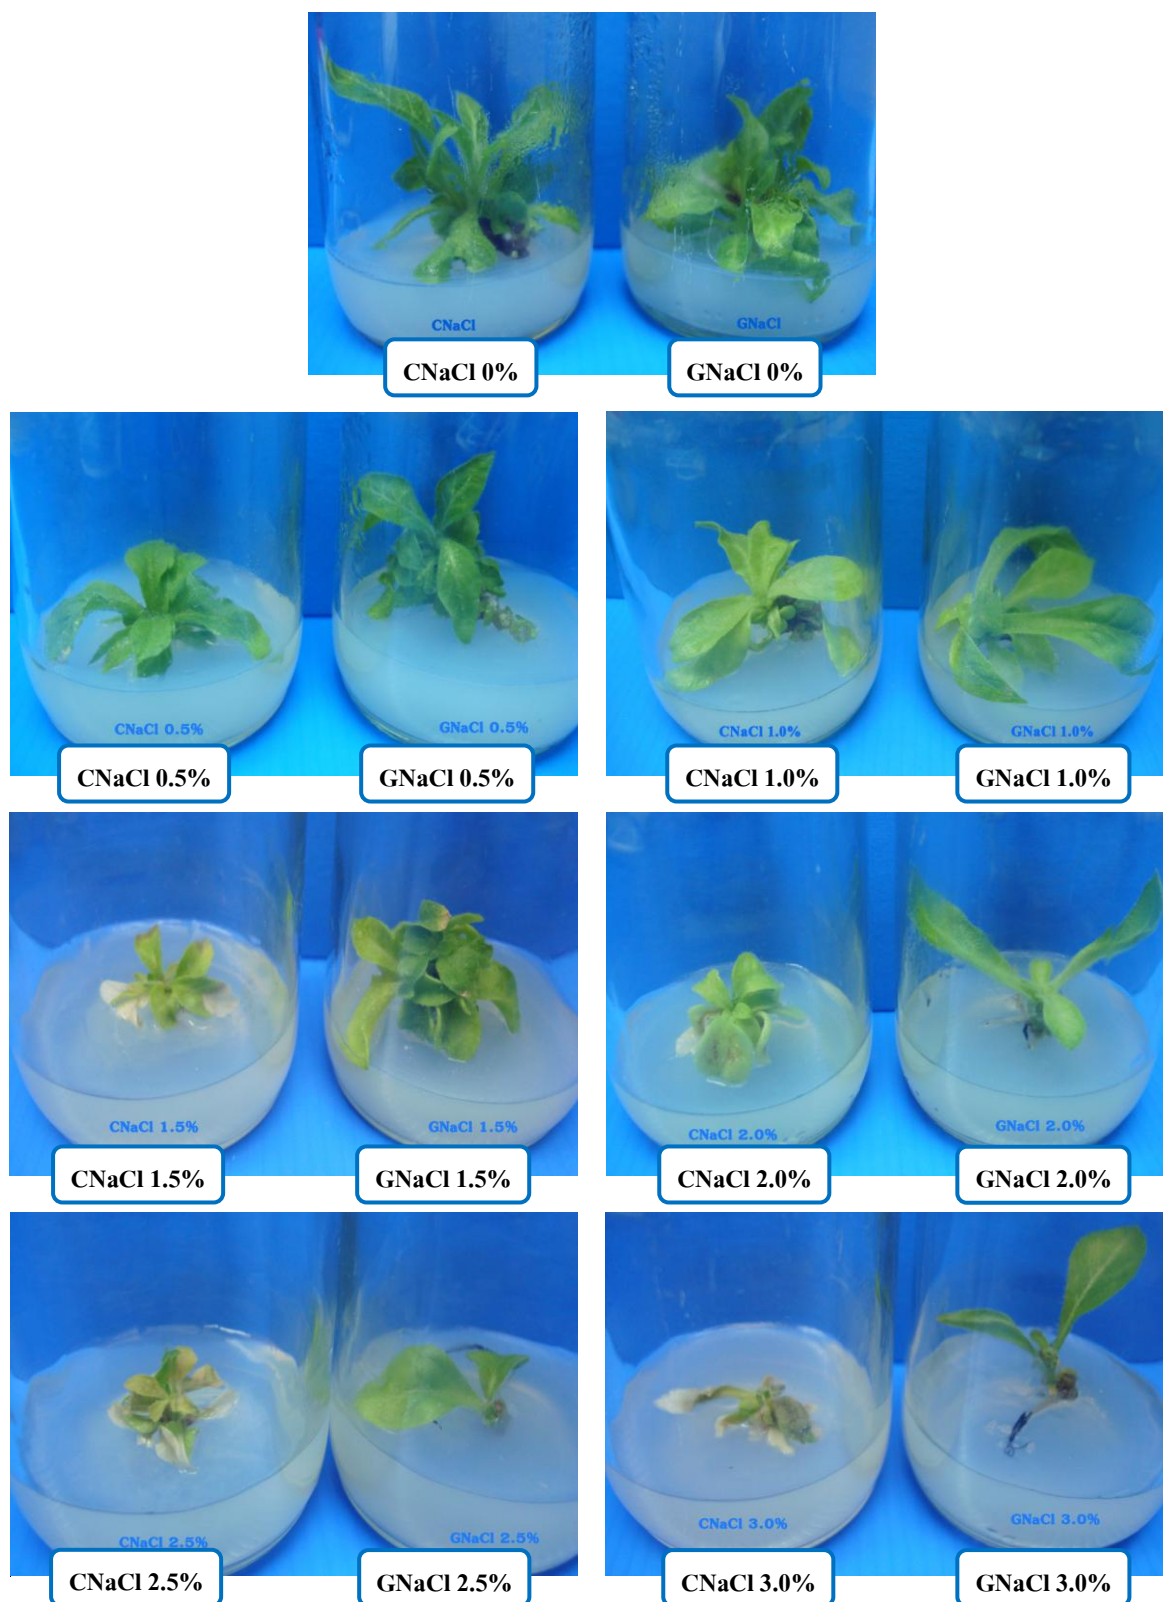 CNaCl
GNaCl
CNaCl 0%
GNaCl 0%
CNaCl 0.5%
GNaCl 0.5%
CNaCl 0.5%
GNaCl 0.5%
CNaCl 1.0%
GNaCl 1.0%
CNaCl 1.0%
GNaCl 1.0%
CNaCl 1.5%
GNaCl 1.5%
CNaCl 1.5%
GNaCl 1.5%
CNaCl 2.0%
GNaCl 2.0%
CNaCl 2.0%
GNaCl 2.0%
CNaCl 2.5%
GNaCl 2.5%
CNaCl 2.5%
GNaCl 2.5%
CNaCl 3.0%
GNaCl 3.0%
CNaCl 3.0%
GNaCl 3.0%